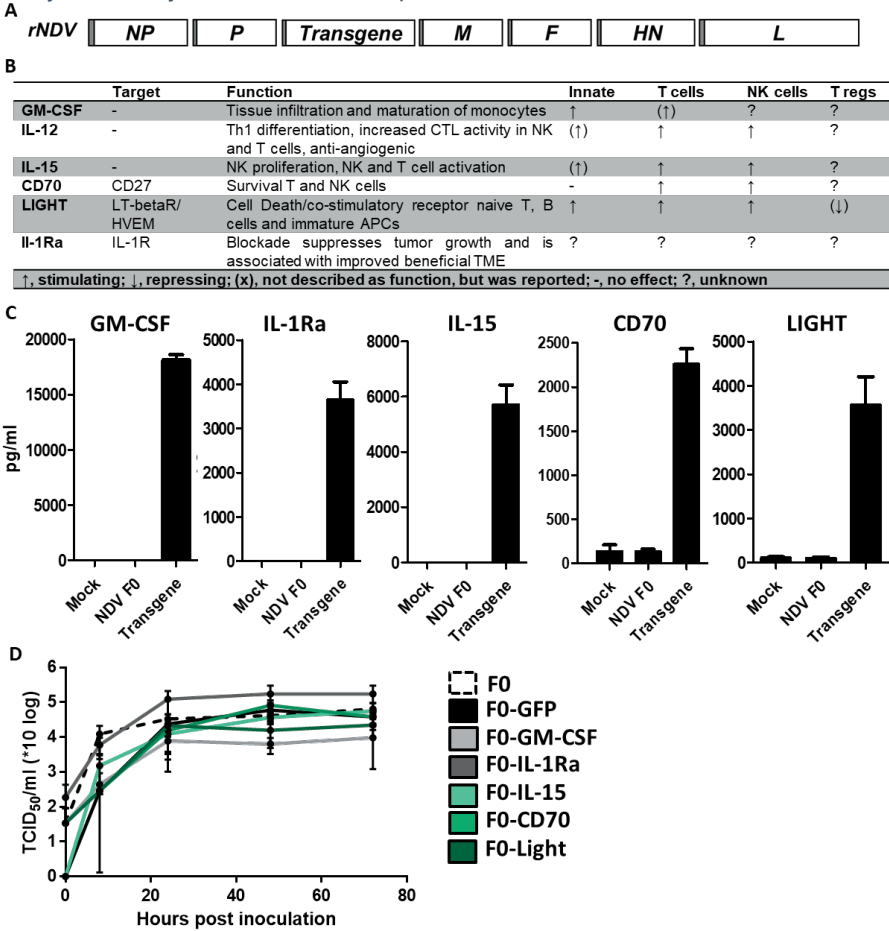 A
rNDV NP P Transgene M F HN L
B
Target Function Innate T cells NK cells T regs
GM-CSF - Tissue infiltration and maturation of monocytes ↑ (↑) ? ?
IL-12 - Th1 differentiation, increased CTL activity in NK (↑) ↑ ↑ ?
and T cells, anti-angiogenic
IL-15 - NK proliferation, NK and T cell activation (↑) ↑ ↑ ?
CD70 CD27 Survival T and NK cells - ↑ ↑ ?
LIGHT LT-betaR/ Cell Death/co-stimulatory receptor naive T, B ↑ ↑ ↑ (↓)
HVEM cells and immature APCs
Il-1Ra IL-1R Blockade suppresses tumor growth and is ? ? ? ?
associated with improved beneficial TME
↑, stimulating; ↓, repressing; (x), not described as function, but was reported; -, no effect; ?, unknown
C
GM-CSF
pg/ml
20000
15000
10000
5000
0
Mock
NDV F0
Transgene
IL-1Ra
5000
4000
3000
2000
1000
0
Mock
NDV F0
Transgene
IL-15
8000
6000
4000
2000
0
Mock
NDV F0
Transgene
CD70
2500
2000
1500
1000
500
0
Mock
NDV F0
Transgene
LIGHT
5000
4000
3000
2000
1000
0
Mock
NDV F0
Transgene
D
TCID50/ml (*10 log)
6
5
4
3
2
1
0
0 20 40 60 80
Hours post inoculation
F0
F0-GFP
F0-GM-CSF
F0-IL-1Ra
F0-IL-15
F0-CD70
F0-Light